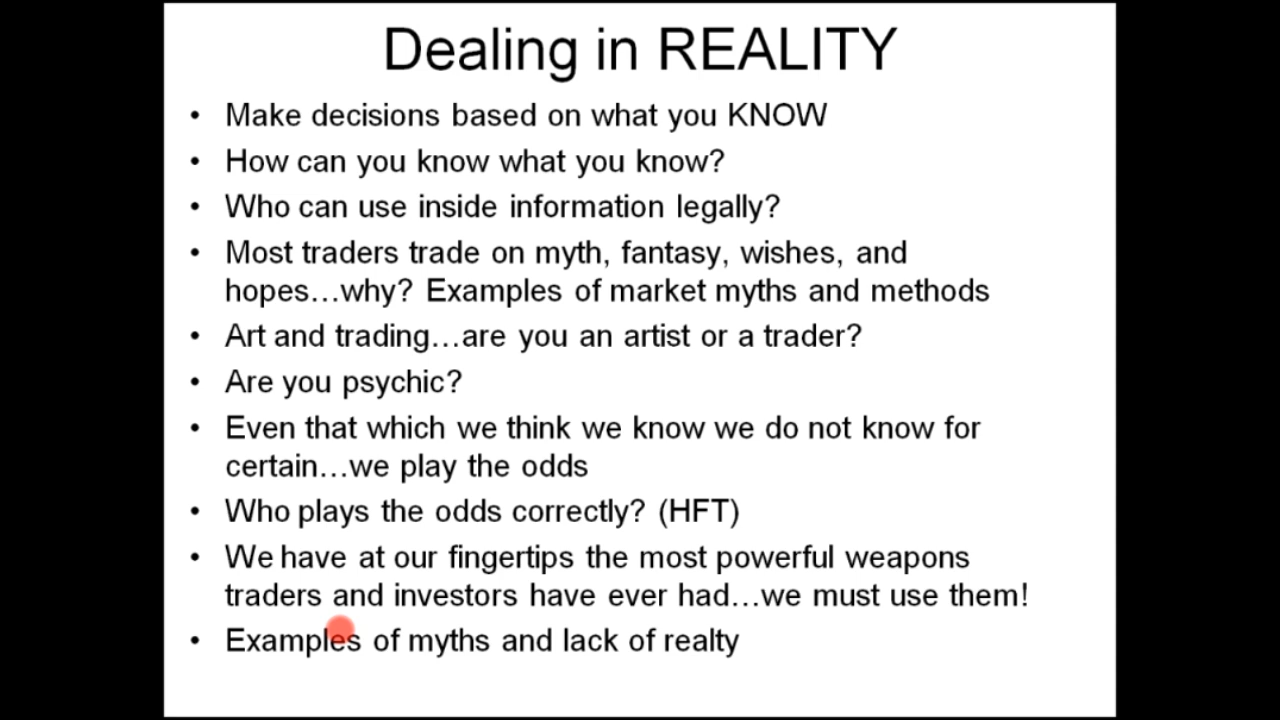 Dealing in REALITY
• Make decisions based on what you KNOW
• How can you know what you know?
• Who can use inside information legally?
• Most traders trade on myth, fantasy, wishes, and
hopes…why? Examples of market myths and methods
• Art and trading…are you an artist or a trader?
• Are you psychic?
• Even that which we think we know we do not know for
certain…we play the odds
• Who plays the odds correctly? (HFT)
• We have at our fingertips the most powerful weapons
traders and investors have ever had…we must use them!
• Examples of myths and lack of realty